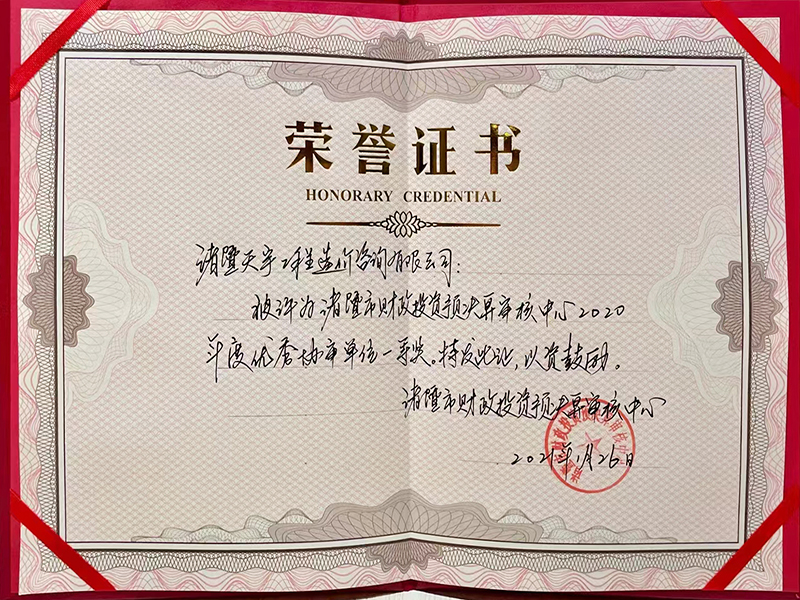 荣誉证书
HONORARY CREDENTIAL
诸暨天宇工程造价咨询有限公司：
被评为诸暨市财政投资预决算审核中心2020
年度优秀协审单位一等奖。特发此证，以资鼓励。
诸暨市财政投资预决算审核中心
2021年1月26日